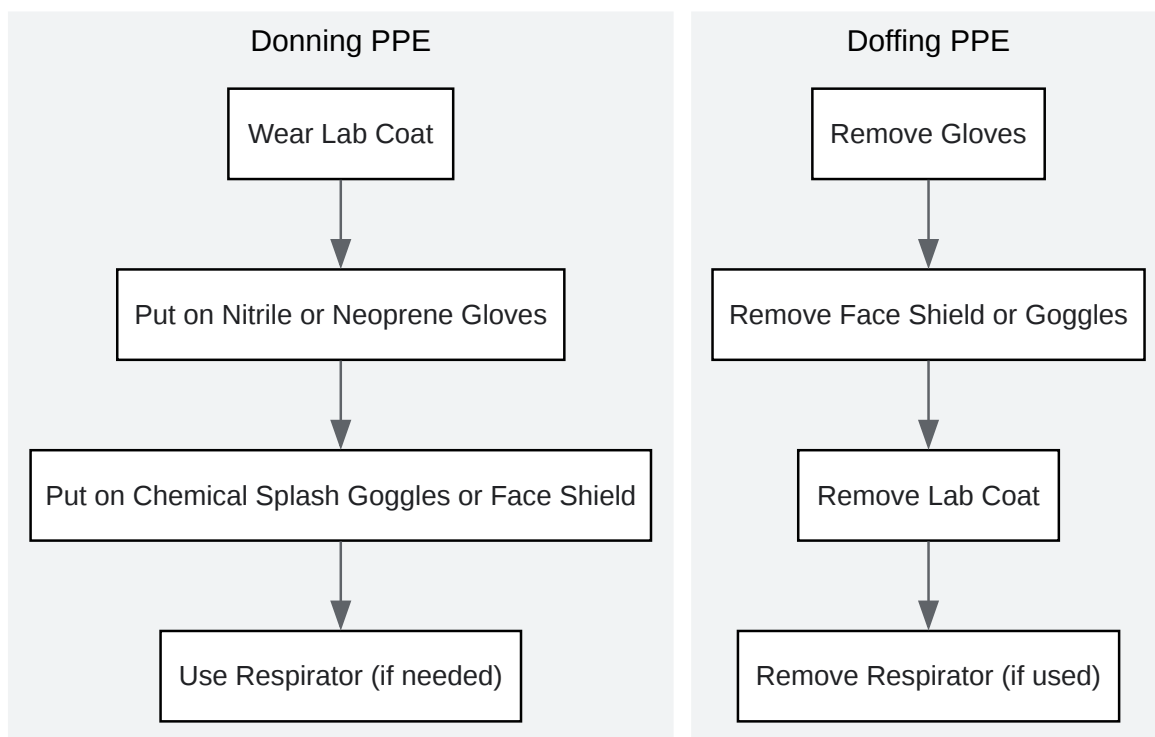 Donning PPE
Wear Lab Coat
Put on Nitrile or Neoprene Gloves
Put on Chemical Splash Goggles or Face Shield
Use Respirator (if needed)
Doffing PPE
Remove Gloves
Remove Face Shield or Goggles
Remove Lab Coat
Remove Respirator (if used)